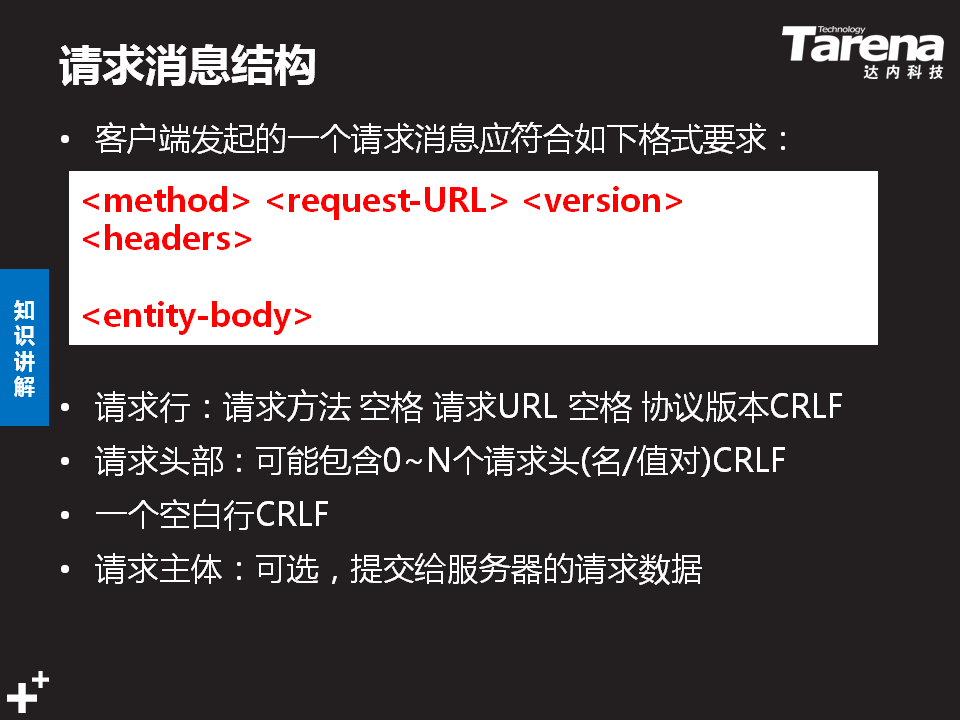 请求消息结构
Technology
Tarena
达内科技
• 客户端发起的一个请求消息应符合如下格式要求：
<method> <request-URL> <version>
<headers>
<entity-body>
知识讲解
• 请求行：请求方法 空格 请求URL 空格 协议版本CRLF
• 请求头部：可能包含0~N个请求头(名/值对)CRLF
• 一个空白行CRLF
• 请求主体：可选，提交给服务器的请求数据